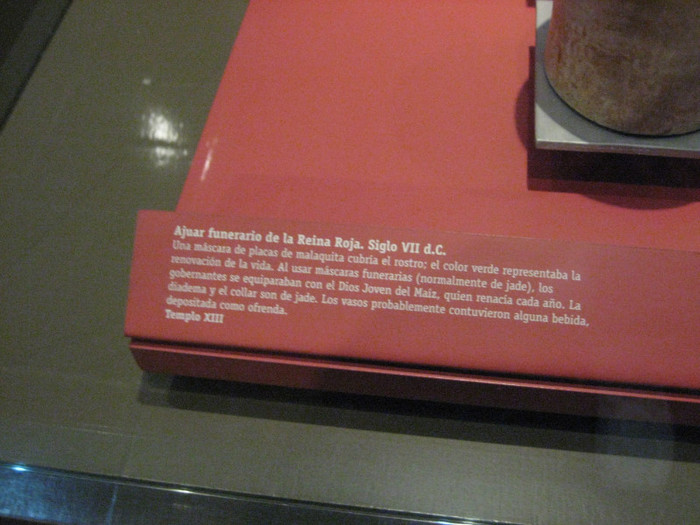 Ajuar funerario de la Reina Roja. Siglo VII d.C.
Una máscara de placas de malaquita cubría el rostro; el color verde representaba la
renovación de la vida. Al usar máscaras funerarias (normalmente de jade), los
gobernantes se equiparaban con el Dios Joven del Maíz, quien renacía cada año. La
diadema y el collar son de jade. Los vasos probablemente contuvieron alguna bebida,
depositada como ofrenda.
Templo XIII